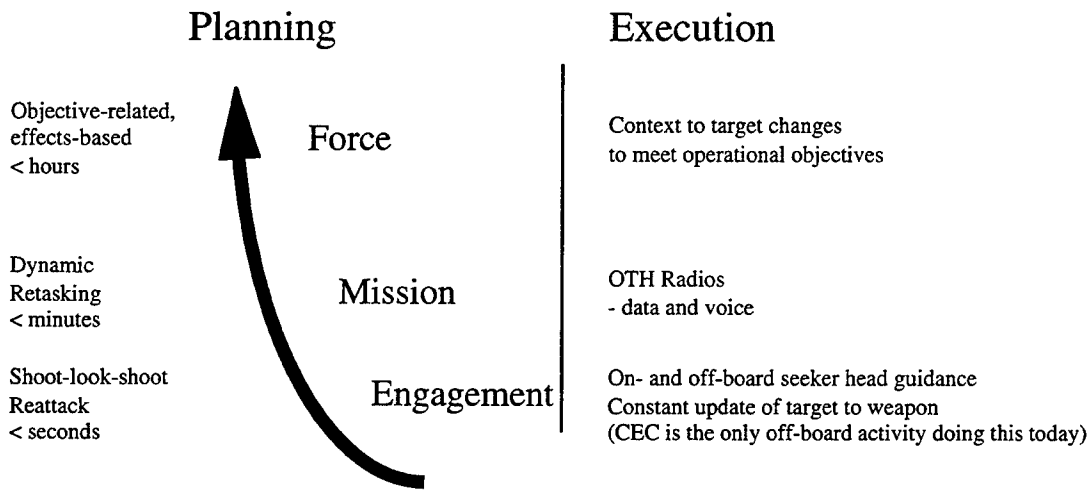 Planning
Execution
Objective-related,
effects-based
< hours
Force
Context to target changes
to meet operational objectives
Dynamic
Retasking
< minutes
Mission
OTH Radios
- data and voice
Shoot-look-shoot
Reattack
< seconds
Engagement
On- and off-board seeker head guidance
Constant update of target to weapon
(CEC is the only off-board activity doing this today)